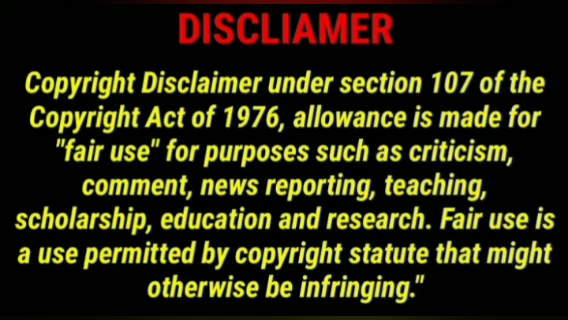 DISCLIAMER
Copyright Disclaimer under section 107 of the
Copyright Act of 1976, allowance is made for
"fair use" for purposes such as criticism,
comment, news reporting, teaching,
scholarship, education and research. Fair use is
a use permitted by copyright statute that might
otherwise be infringing."